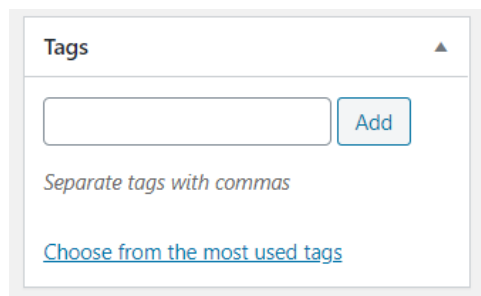 Tags
Add
Separate tags with commas
Choose from the most used tags